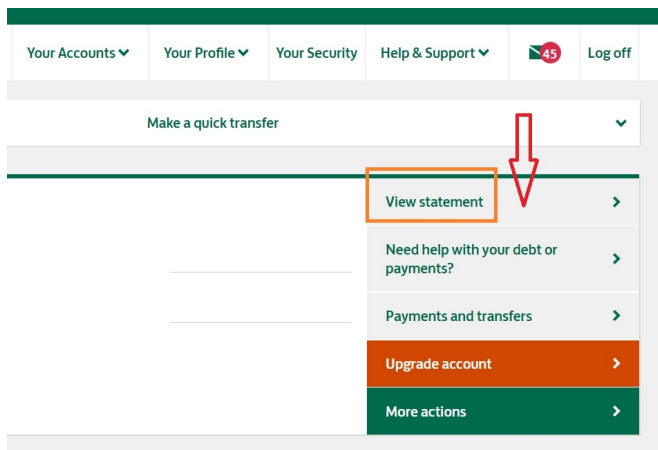 Your Accounts Your Profile Your Security Help & Support 45 Log off
Make a quick transfer
View statement
Need help with your debt or
payments?
Payments and transfers
Upgrade account
More actions